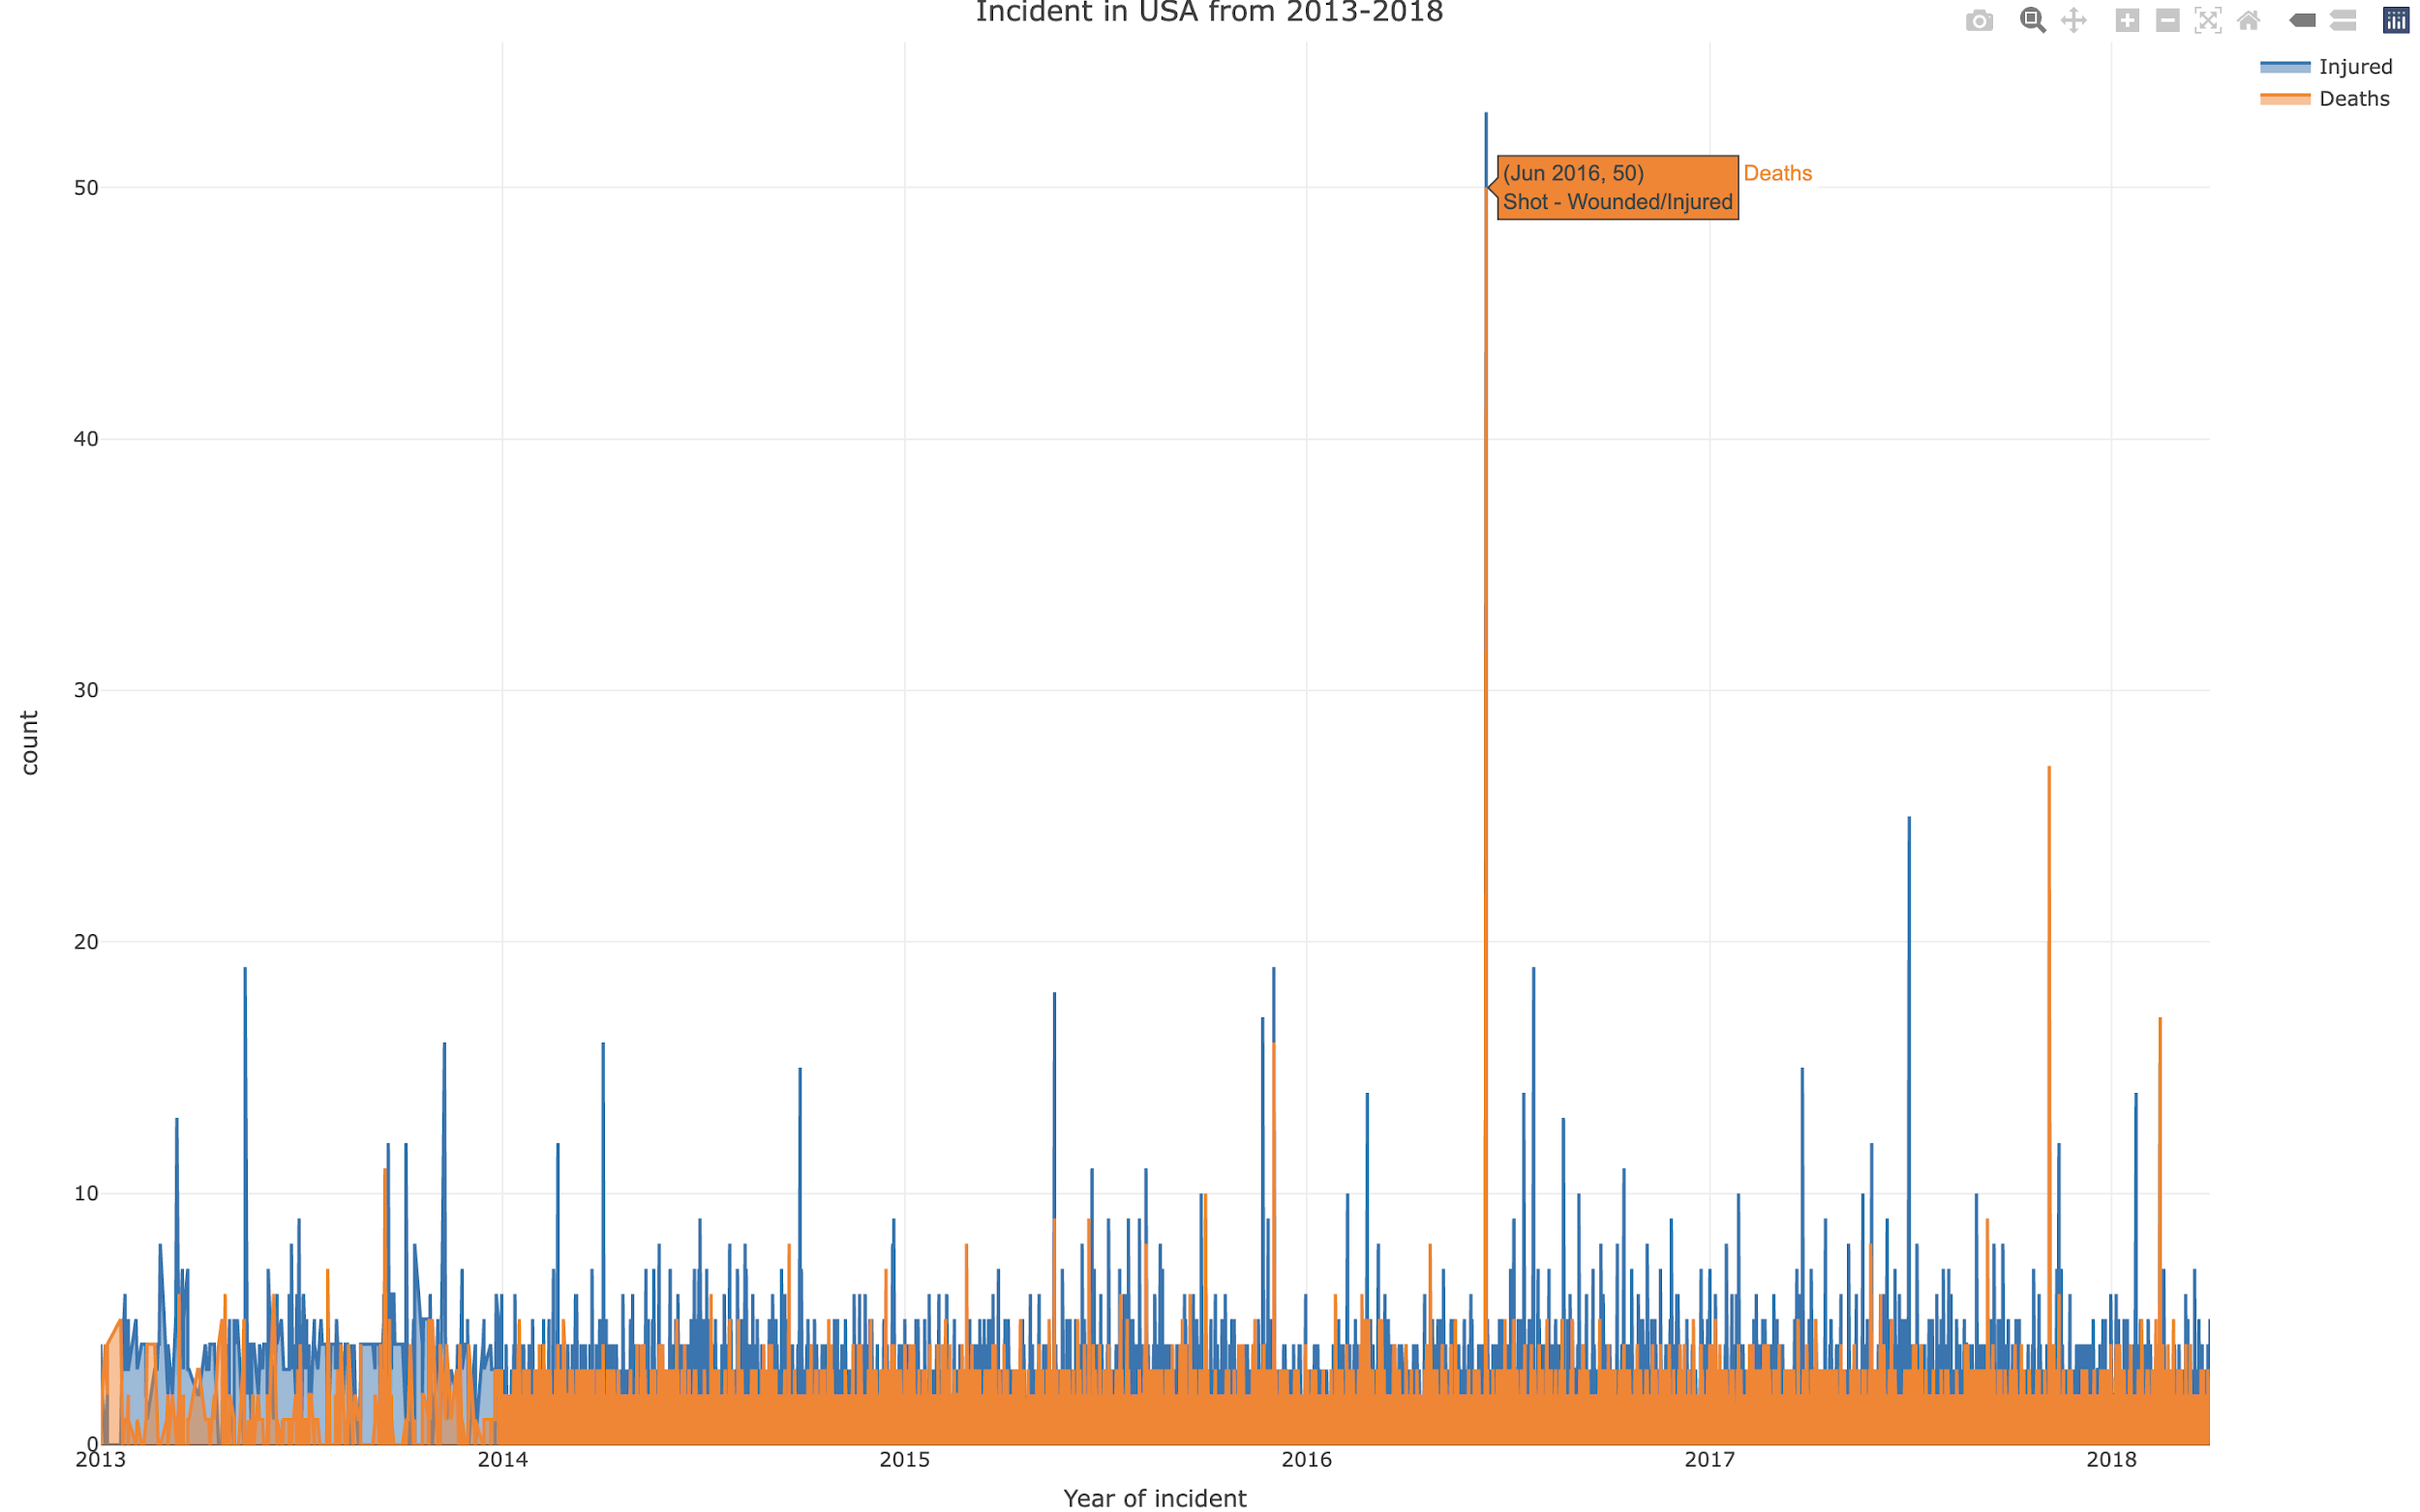 Incident in USA from 2013-2018
Injured
Deaths
(Jun 2016, 50)
Shot - Wounded/Injured
Deaths
50
40
30
20
10
0
count
2013
2014
2015
2016
2017
2018
Year of incident